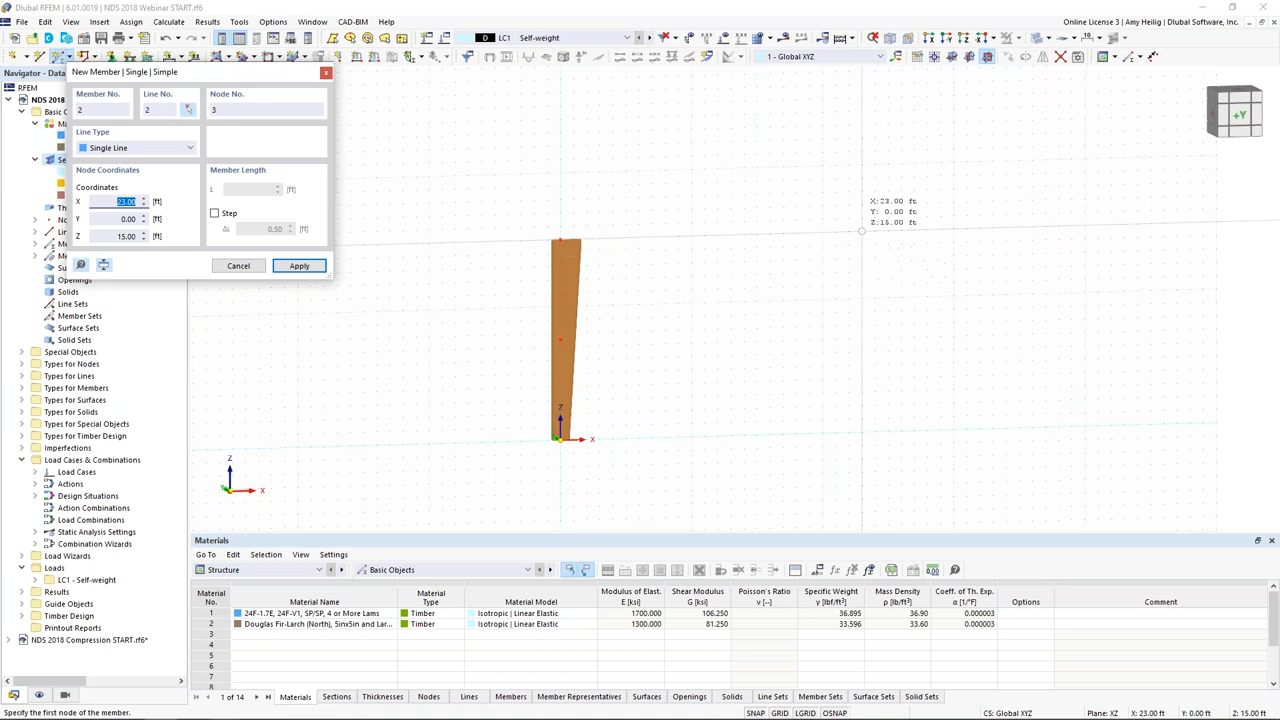 Dlubal RFEM | 6.01.0019 | NDS 2018 Webinar START.rf6
File Edit View Insert Assign Calculate Results Tools Options Window CAD-BIM Help
Online License 3 | Amy Heilig | Dlubal Software, Inc.
D LC1 Self-weight
1 - Global XYZ
Navigator - Data
New Member | Single | Simple
RFEM
NDS 2018
Basic C
Member No.
Line No.
Node No.
2
2
3
Line Type
Single Line
Node Coordinates
Member Length
Coordinates
X 23.00 [ft]
L [ft]
Y 0.00 [ft]
Step
Z 15.00 [ft]
ΔL 0.50 [ft]
Cancel
Apply
+Y
X:23.00 ft
Y: 0.00 ft
Z:15.00 ft
Z
X
Z
X
Openings
Solids
Line Sets
Member Sets
Surface Sets
Solid Sets
Special Objects
Types for Nodes
Types for Lines
Types for Members
Types for Surfaces
Types for Solids
Types for Special Objects
Types for Timber Design
Imperfections
Load Cases & Combinations
Load Cases
Actions
Design Situations
Action Combinations
Load Combinations
Static Analysis Settings
Combination Wizards
Load Wizards
Loads
LC1 - Self-weight
Results
Guide Objects
Timber Design
Printout Reports
NDS 2018 Compression START.rf6*
Materials
Go To Edit Selection View Settings
Structure
Basic Objects
Material No.
Material Name
Material Type
Material Model
Modulus of Elast. E [ksi]
Shear Modulus G [ksi]
Poisson's Ratio ν [--]
Specific Weight γ [lbf/ft³]
Mass Density ρ [lb/ft³]
Coeff. of Th. Exp. α [1/°F]
Options
Comment
1 24F-1.7E, 24F-V1, SP/SP, 4 or More Lams Timber Isotropic | Linear Elastic 1700.000 106.250 36.895 36.90 0.000003
2 Douglas Fir-Larch (North), Sinx5in and Lar... Timber Isotropic | Linear Elastic 1300.000 81.250 33.596 33.60 0.000003
3
4
5
6
7
8
1 of 14
Materials Sections Thicknesses Nodes Lines Members Member Representatives Surfaces Openings Solids Line Sets Member Sets Surface Sets Solid Sets
Specify the first node of the member.
SNAP GRID LGRID OSNAP
CS: Global XYZ
Plane: XZ
X: 23.00 ft
Y: 0.00 ft
Z: 15.00 ft